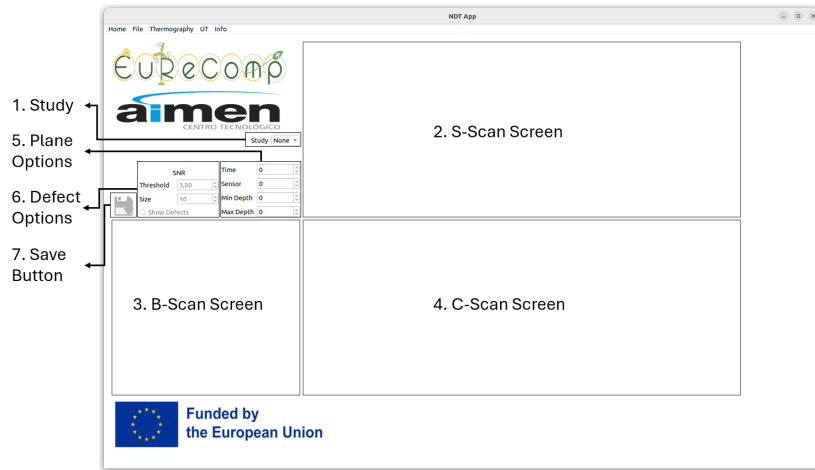 NDT App
Home File Thermography UT Info
EuReComp
aimen
CENTRO TECNOLÓGICO
1. Study
Study None
2. S-Scan Screen
5. Plane
Options
SNR
Threshold 3,00
Size 10
Show Defects
Time 0
Sensor 0
Min Depth 0
Max Depth 0
6. Defect
Options
7. Save
Button
3. B-Scan Screen
4. C-Scan Screen
Funded by
the European Union